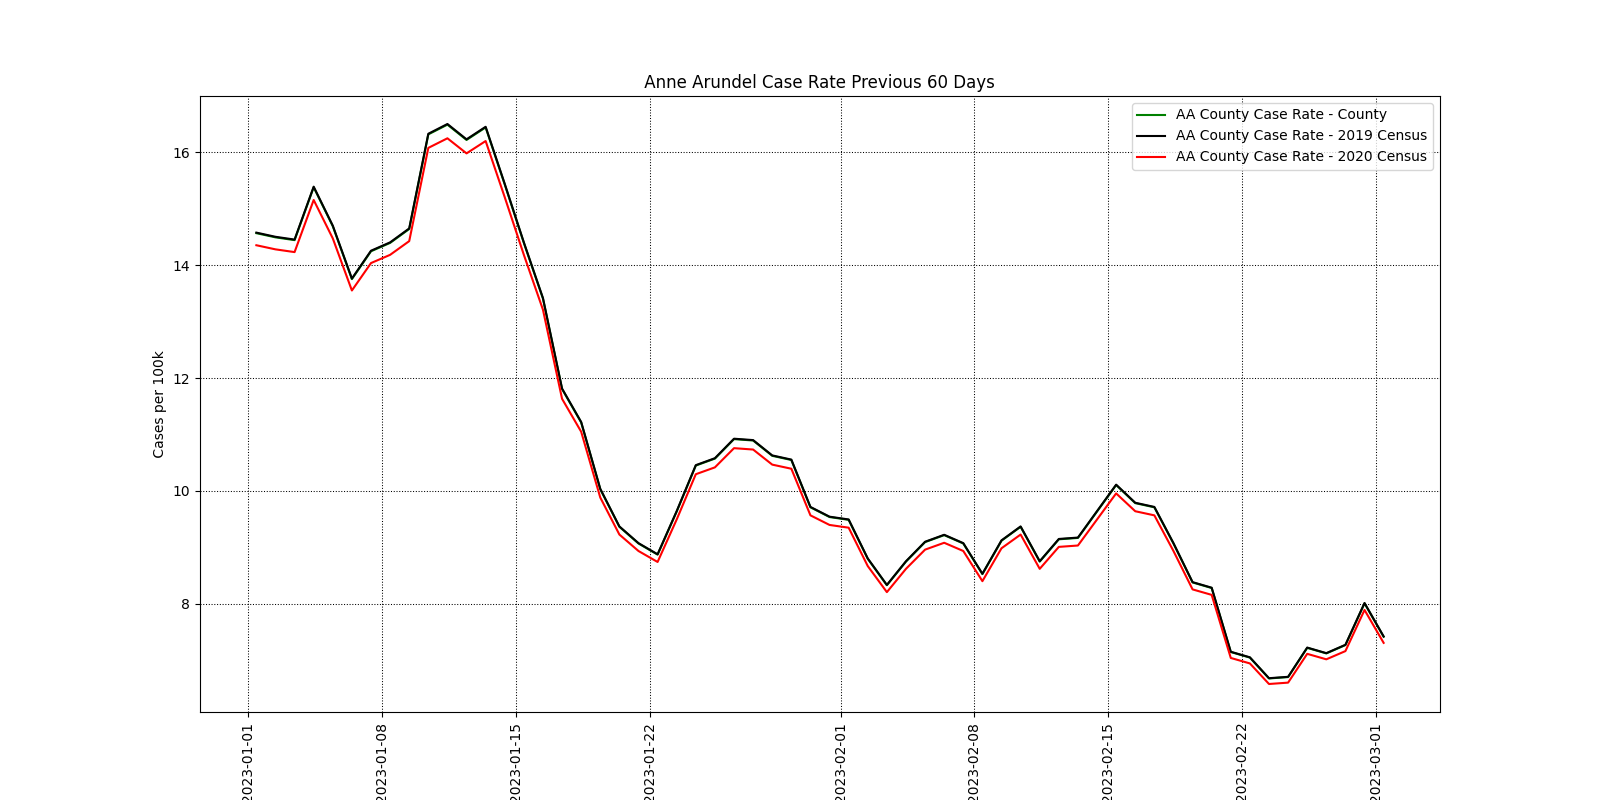 Anne Arundel Case Rate Previous 60 Days
AA County Case Rate - County
AA County Case Rate - 2019 Census
AA County Case Rate - 2020 Census
Cases per 100k
16
14
12
10
8
2023-01-01
2023-01-08
2023-01-15
2023-01-22
2023-02-01
2023-02-08
2023-02-15
2023-02-22
2023-03-01